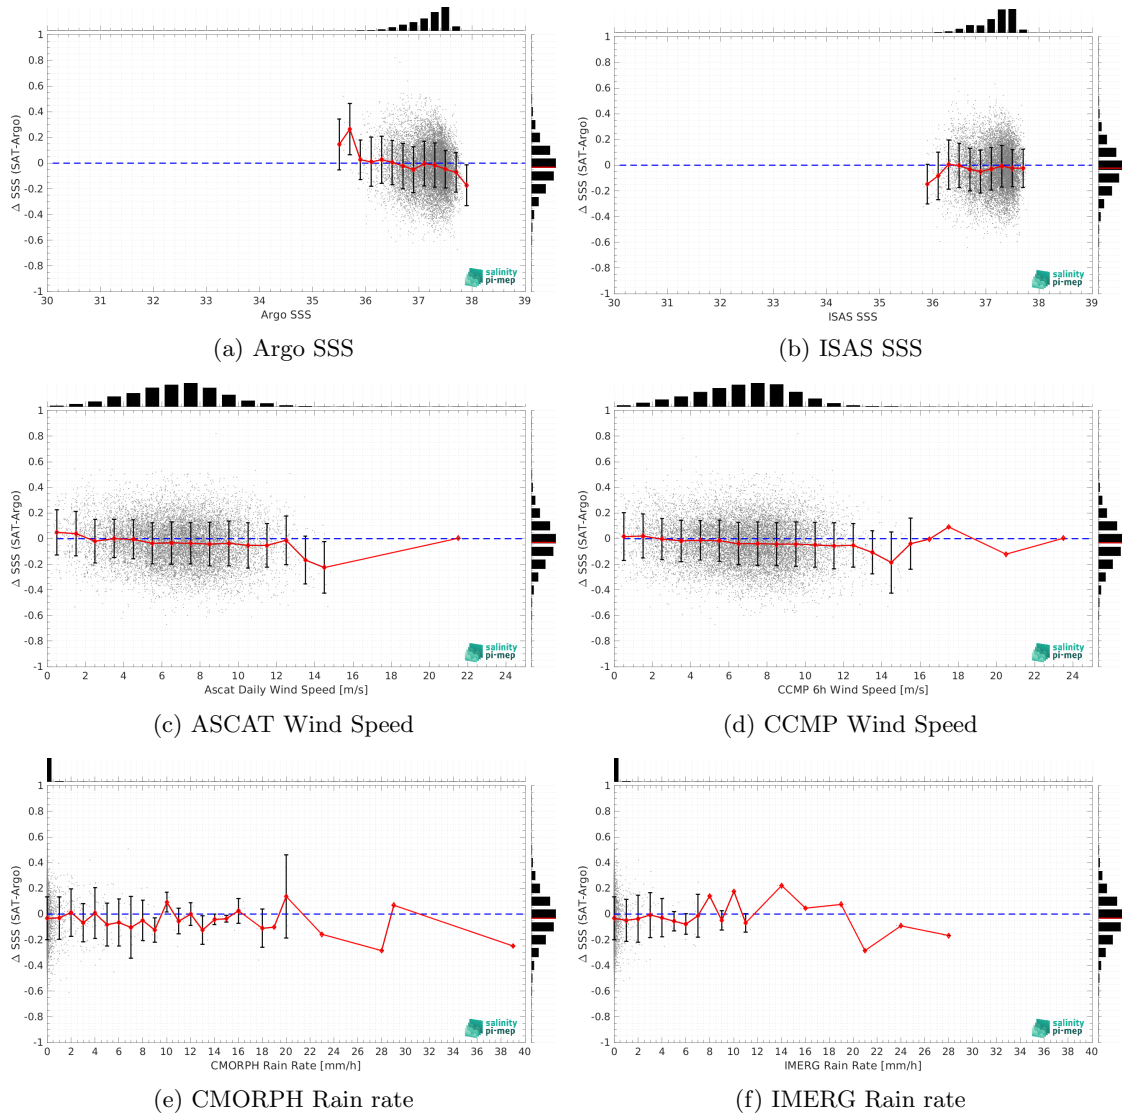 1
0.8
0.6
0.4
0.2
0
-0.2
-0.4
-0.6
-0.8
-1
Δ SSS (SAT-Argo)
30 31 32 33 34 35 36 37 38 39
Argo SSS
salinity
pi-mep
(a) Argo SSS
1
0.8
0.6
0.4
0.2
0
-0.2
-0.4
-0.6
-0.8
-1
Δ SSS (SAT-Argo)
30 31 32 33 34 35 36 37 38 39
ISAS SSS
salinity
pi-mep
(b) ISAS SSS
1
0.8
0.6
0.4
0.2
0
-0.2
-0.4
-0.6
-0.8
-1
Δ SSS (SAT-Argo)
0 2 4 6 8 10 12 14 16 18 20 22 24
Ascat Daily Wind Speed [m/s]
salinity
pi-mep
(c) ASCAT Wind Speed
1
0.8
0.6
0.4
0.2
0
-0.2
-0.4
-0.6
-0.8
-1
Δ SSS (SAT-Argo)
0 2 4 6 8 10 12 14 16 18 20 22 24
CCMP 6h Wind Speed [m/s]
salinity
pi-mep
(d) CCMP Wind Speed
1
0.8
0.6
0.4
0.2
0
-0.2
-0.4
-0.6
-0.8
-1
Δ SSS (SAT-Argo)
0 2 4 6 8 10 12 14 16 18 20 22 24 26 28 30 32 34 36 38 40
CMORPH Rain Rate [mm/h]
salinity
pi-mep
(e) CMORPH Rain rate
1
0.8
0.6
0.4
0.2
0
-0.2
-0.4
-0.6
-0.8
-1
Δ SSS (SAT-Argo)
0 2 4 6 8 10 12 14 16 18 20 22 24 26 28 30 32 34 36 38 40
IMERG Rain Rate [mm/h]
salinity
pi-mep
(f) IMERG Rain rate